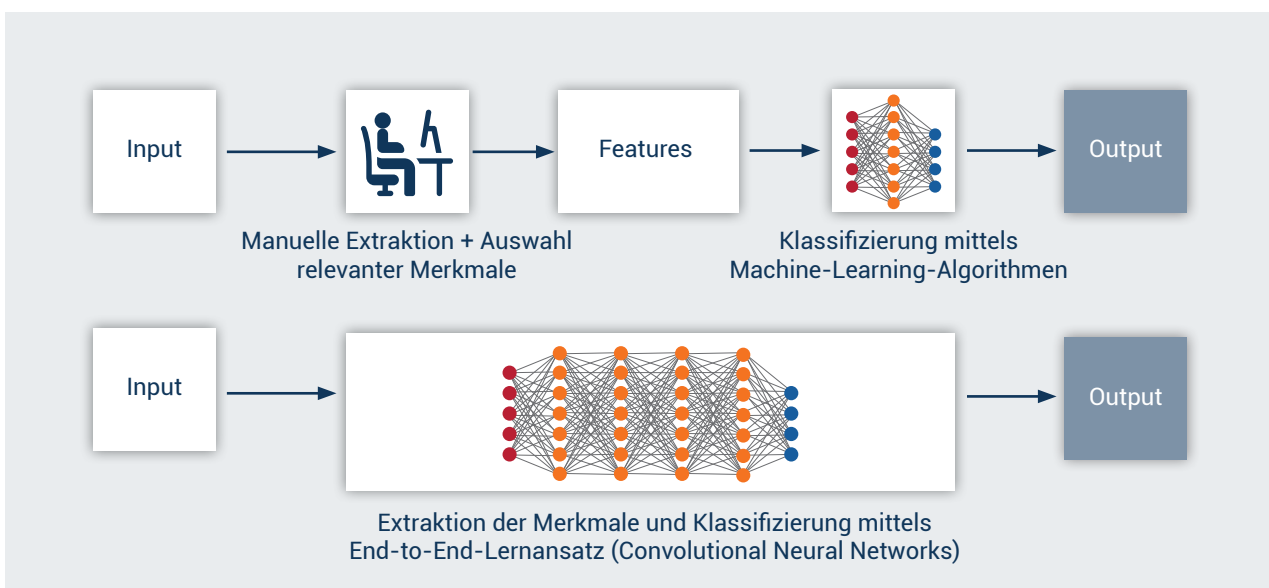 Input
Features
Output
Manuelle Extraktion + Auswahl
relevanter Merkmale
Klassifizierung mittels
Machine-Learning-Algorithmen
Input
Output
Extraktion der Merkmale und Klassifizierung mittels
End-to-End-Lernansatz (Convolutional Neural Networks)